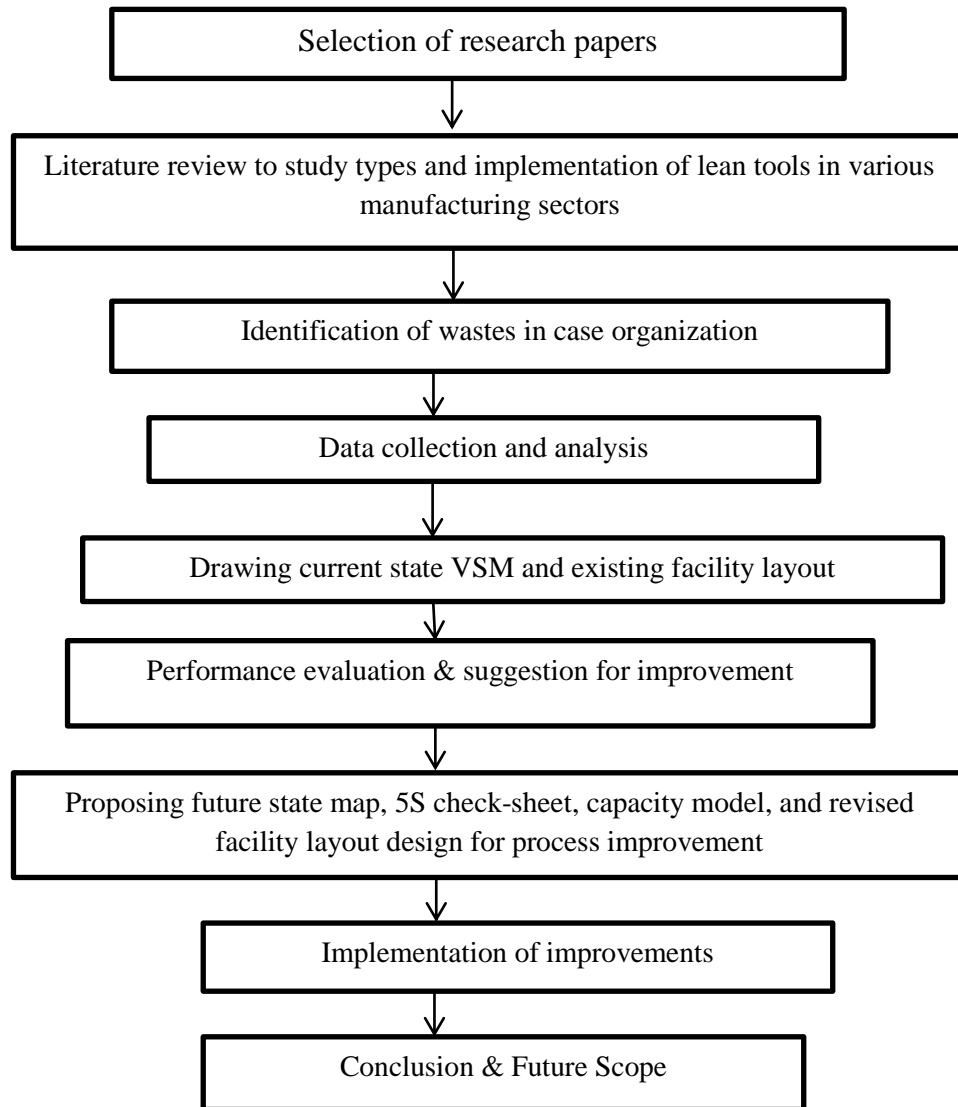 Selection of research papers
Literature review to study types and implementation of lean tools in various
manufacturing sectors
Identification of wastes in case organization
Data collection and analysis
Drawing current state VSM and existing facility layout
Performance evaluation & suggestion for improvement
Proposing future state map, 5S check-sheet, capacity model, and revised
facility layout design for process improvement
Implementation of improvements
Conclusion & Future Scope